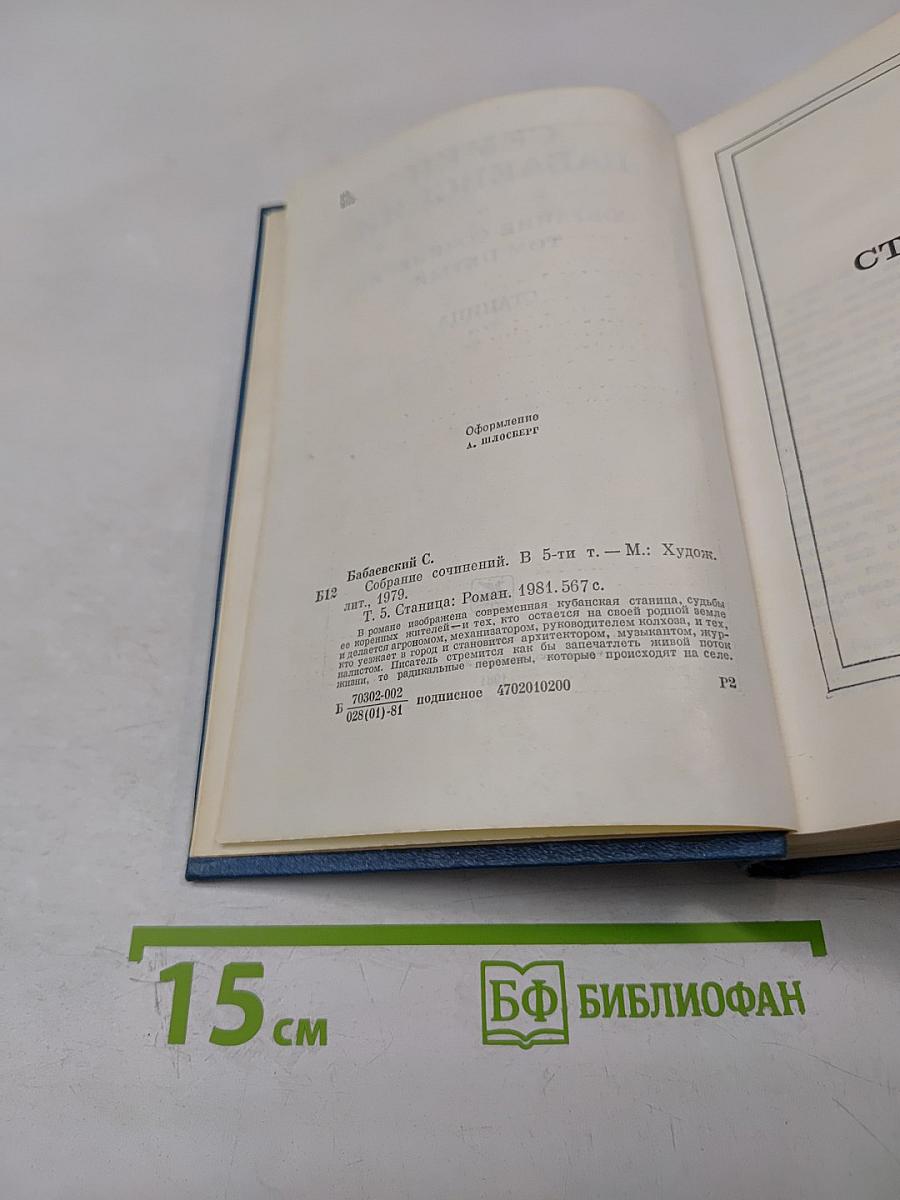 Оформление
А. ШЛОСБЕРГ
Бабаевский С.
Б12 Собрание сочинений. В 5-ти т. — М.: Худож.
лит., 1979.
Т. 5. Станица: Роман. 1981. 567 с.
В романе изображена современная кубанская станица, судьбы
ее коренных жителей — и тех, кто остается на своей родной земле
и делается агрономом, механизатором, руководителем колхоза, и тех,
кто уезжает в город и становится архитектором, музыкантом, жур-
налистом. Писатель стремится как бы запечатлеть живой поток
жизни, те радикальные перемены, которые происходят на селе.
Б 70302-002
028(01)-81 подписное 4702010200 Р2
СТ
15 см
БФ БИБЛИОФАН